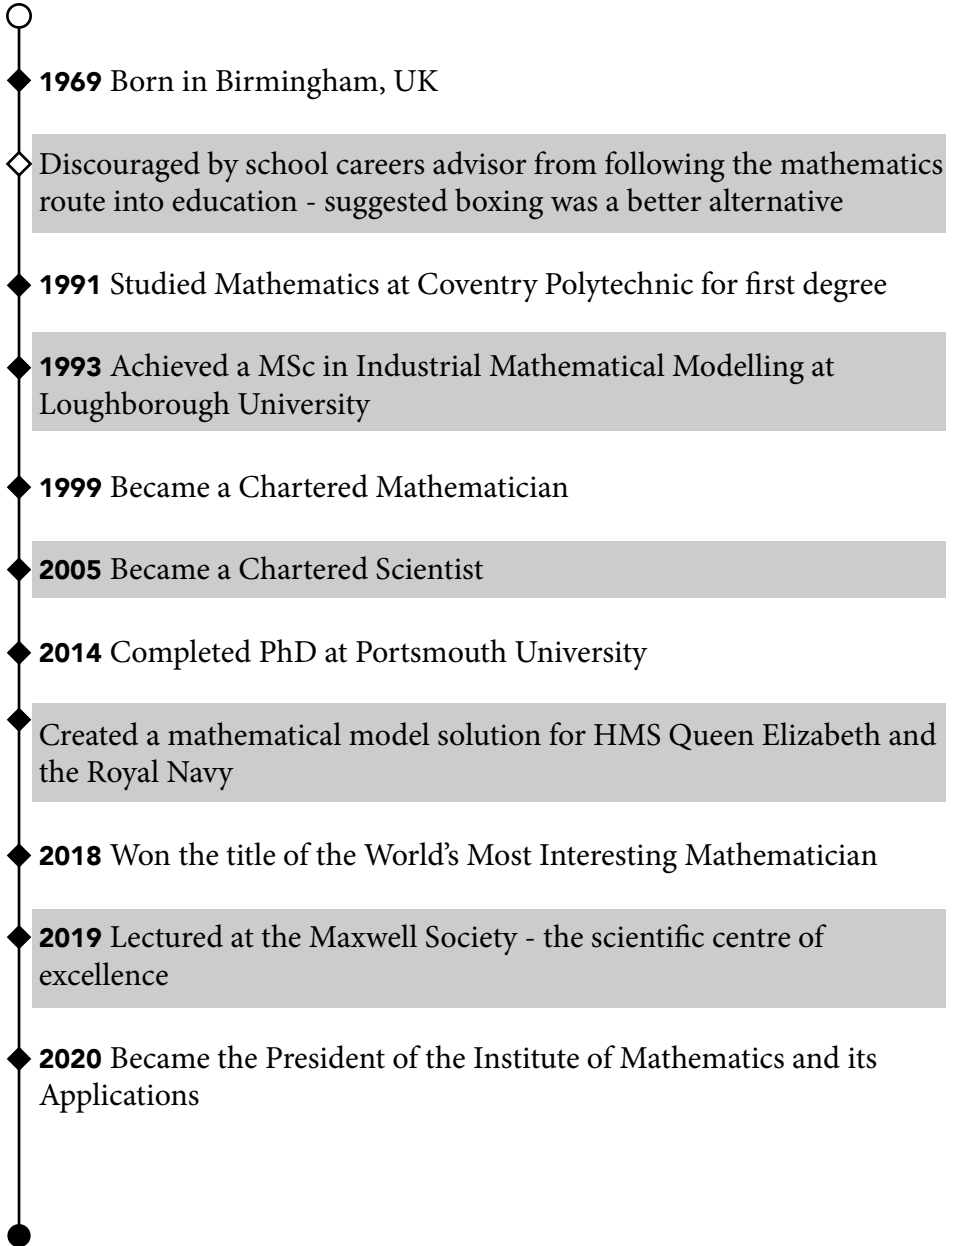 1969 Born in Birmingham, UK
Discouraged by school careers advisor from following the mathematics
route into education - suggested boxing was a better alternative
1991 Studied Mathematics at Coventry Polytechnic for first degree
1993 Achieved a MSc in Industrial Mathematical Modelling at
Loughborough University
1999 Became a Chartered Mathematician
2005 Became a Chartered Scientist
2014 Completed PhD at Portsmouth University
Created a mathematical model solution for HMS Queen Elizabeth and
the Royal Navy
2018 Won the title of the World's Most Interesting Mathematician
2019 Lectured at the Maxwell Society - the scientific centre of
excellence
2020 Became the President of the Institute of Mathematics and its
Applications